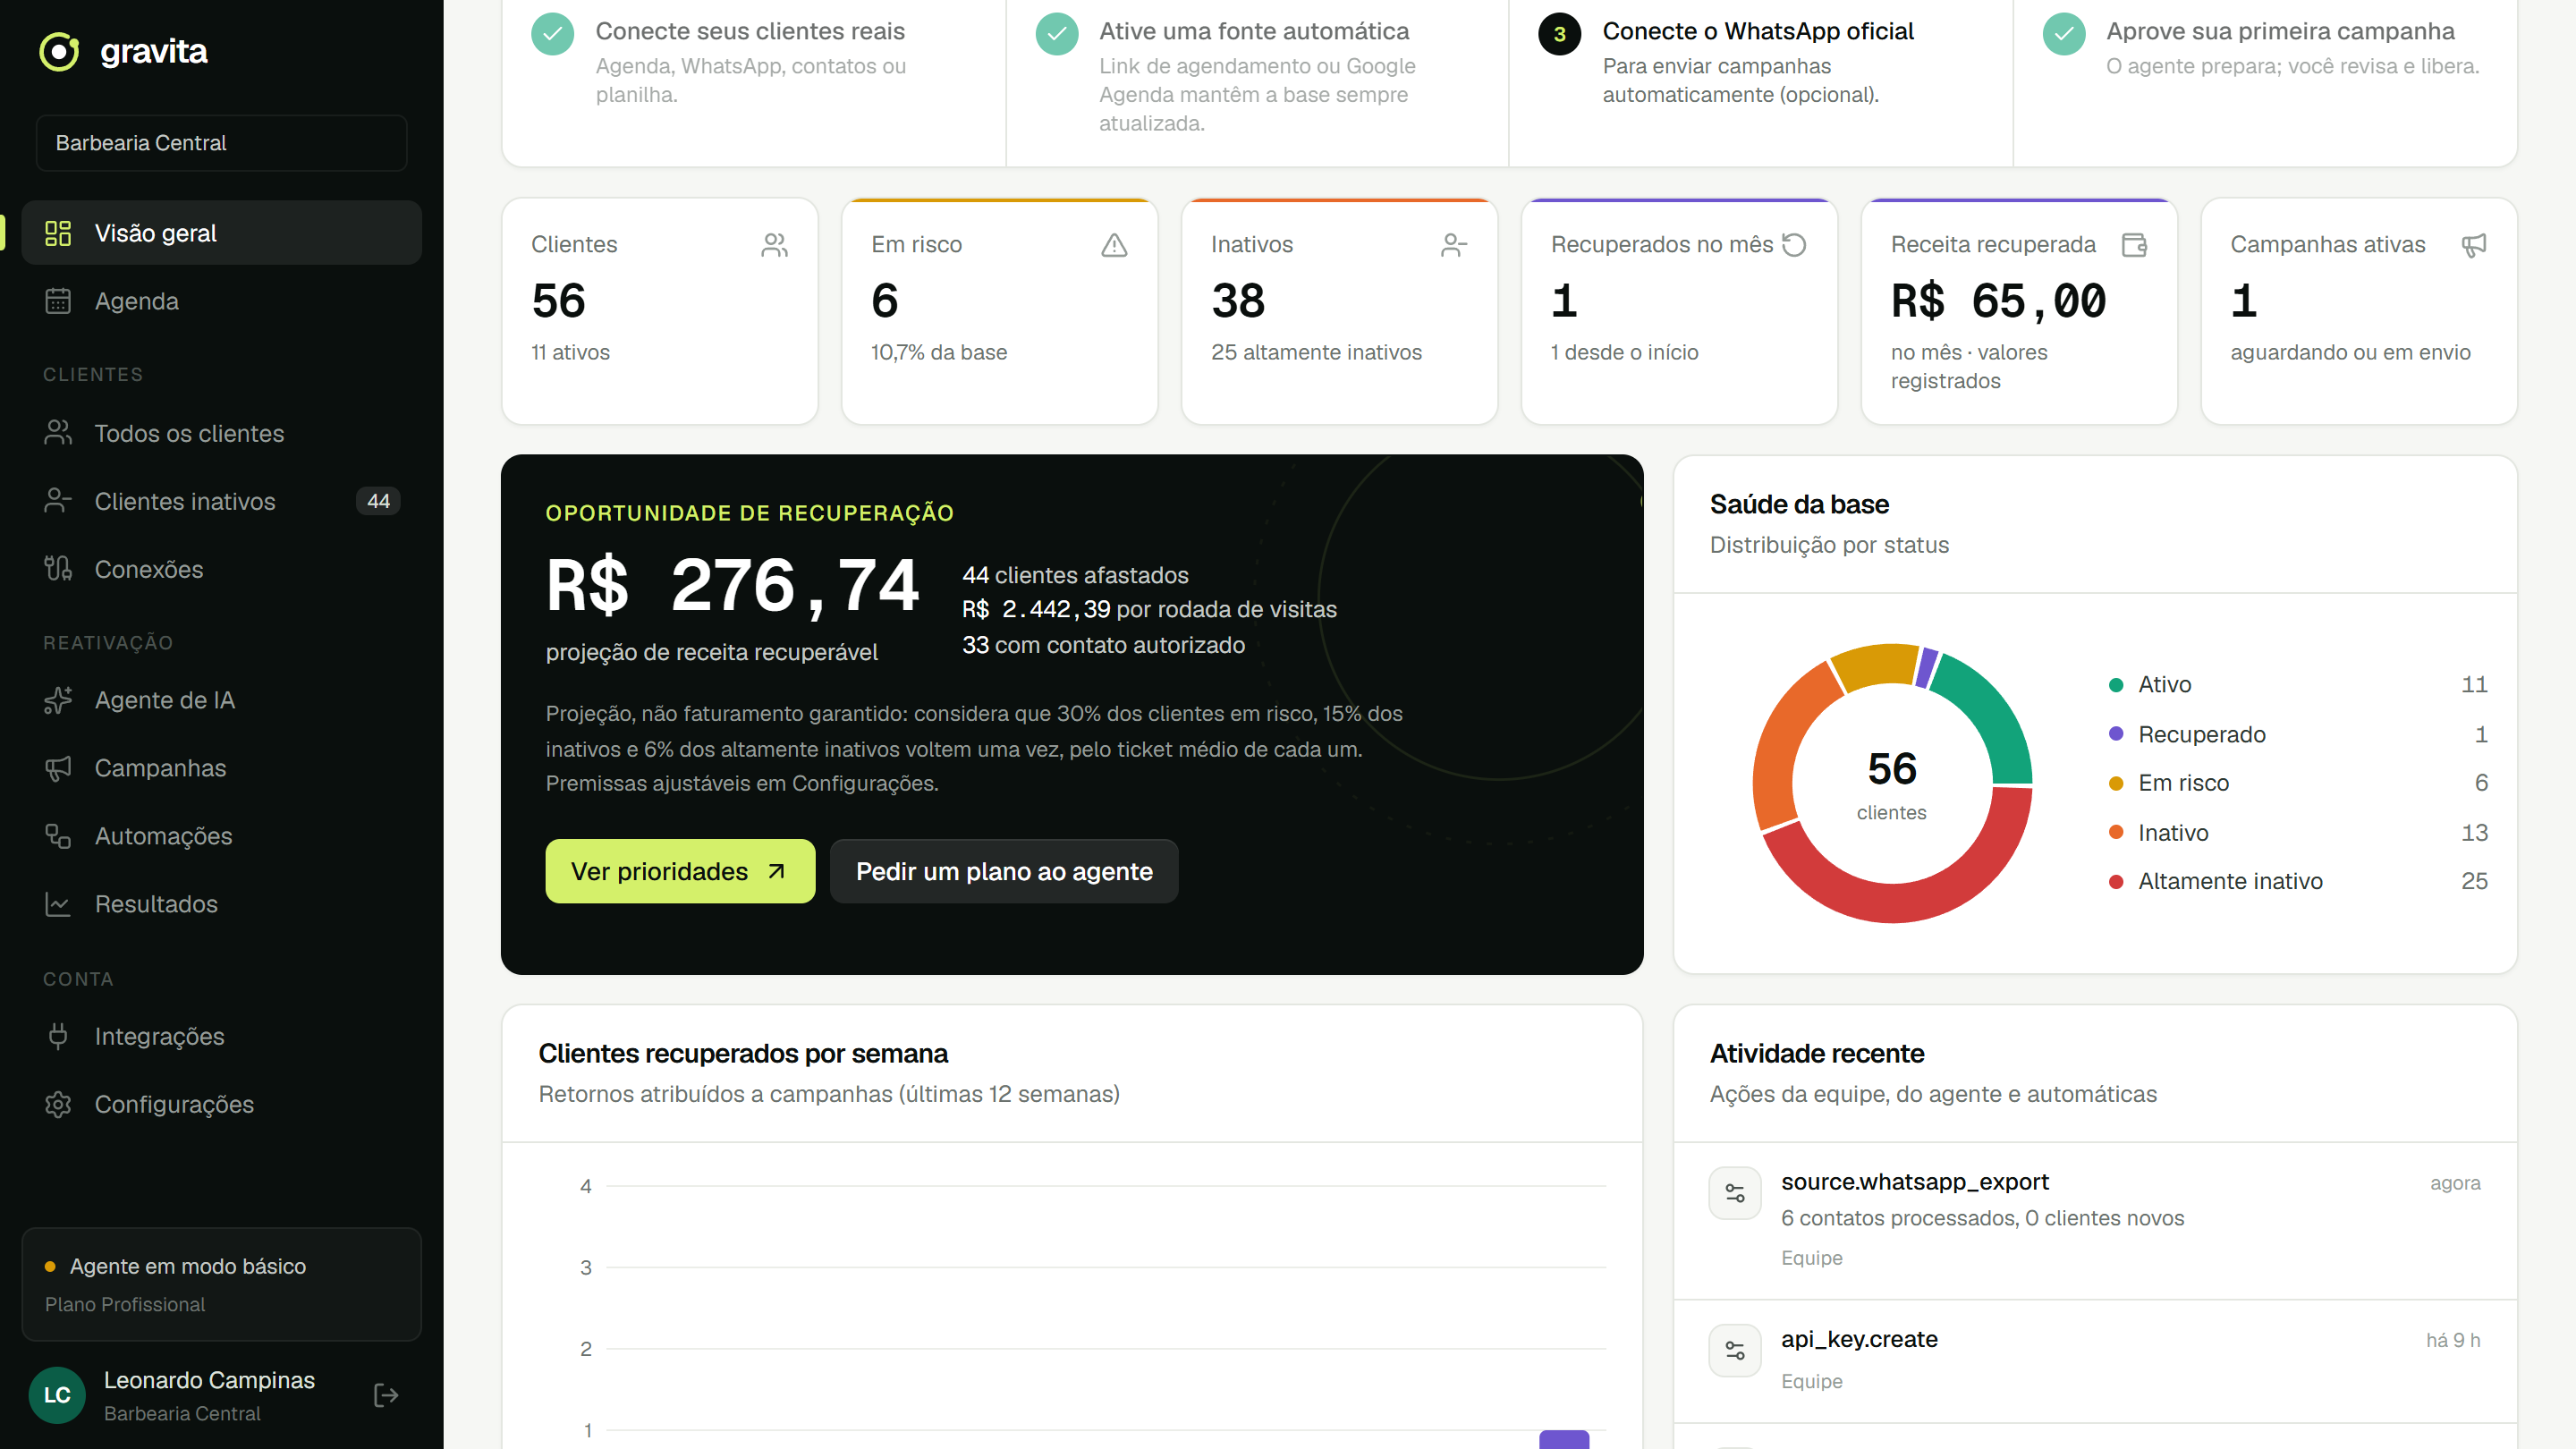 gravita
Barbearia Central
Visão geral
Agenda
CLIENTES
Todos os clientes
Clientes inativos 44
Conexões
REATIVAÇÃO
Agente de IA
Campanhas
Automações
Resultados
CONTA
Integrações
Configurações
Agente em modo básico
Plano Profissional
LC
Leonardo Campinas
Barbearia Central
Conecte seus clientes reais
Agenda, WhatsApp, contatos ou
planilha.
Ative uma fonte automática
Link de agendamento ou Google
Agenda mantêm a base sempre
atualizada.
3
Conecte o WhatsApp oficial
Para enviar campanhas
automaticamente (opcional).
Aprove sua primeira campanha
O agente prepara; você revisa e libera.
Clientes
56
11 ativos
Em risco
6
10,7% da base
Inativos
38
25 altamente inativos
Recuperados no mês
1
1 desde o início
Receita recuperada
R$ 65,00
no mês · valores
registrados
Campanhas ativas
1
aguardando ou em envio
OPORTUNIDADE DE RECUPERAÇÃO
R$ 276,74
projeção de receita recuperável
44 clientes afastados
R$ 2.442,39 por rodada de visitas
33 com contato autorizado
Projeção, não faturamento garantido: considera que 30% dos clientes em risco, 15% dos
inativos e 6% dos altamente inativos voltem uma vez, pelo ticket médio de cada um.
Premissas ajustáveis em Configurações.
Ver prioridades
Pedir um plano ao agente
Saúde da base
Distribuição por status
56
clientes
Ativo 11
Recuperado 1
Em risco 6
Inativo 13
Altamente inativo 25
Clientes recuperados por semana
Retornos atribuídos a campanhas (últimas 12 semanas)
4
3
2
1
Atividade recente
Ações da equipe, do agente e automáticas
source.whatsapp_export agora
6 contatos processados, 0 clientes novos
Equipe
api_key.create há 9 h
Equipe